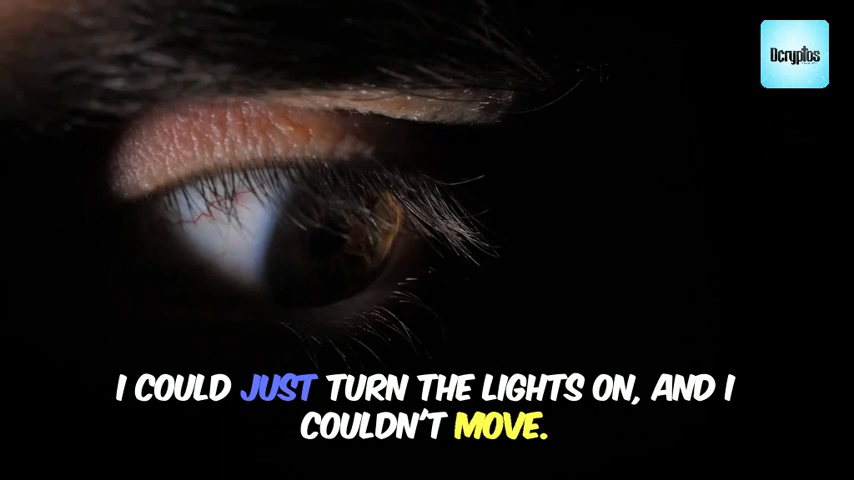 Dcryptos
I COULD JUST TURN THE LIGHTS ON, AND I
COULDN'T MOVE.